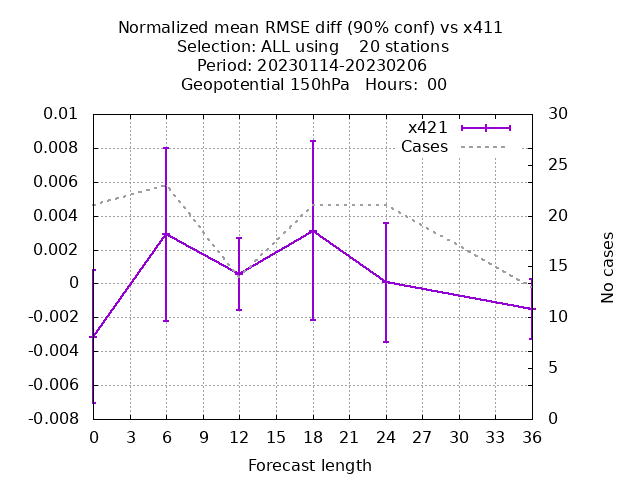 Normalized mean RMSE diff (90% conf) vs x411
Selection: ALL using    20 stations
Period: 20230114-20230206
Geopotential 150hPa   Hours:  00
0.01
0.008
0.006
0.004
0.002
0
-0.002
-0.004
-0.006
-0.008
x421
Cases
30
25
20
15
10
5
0
No cases
0 3 6 9 12 15 18 21 24 27 30 33 36
Forecast length